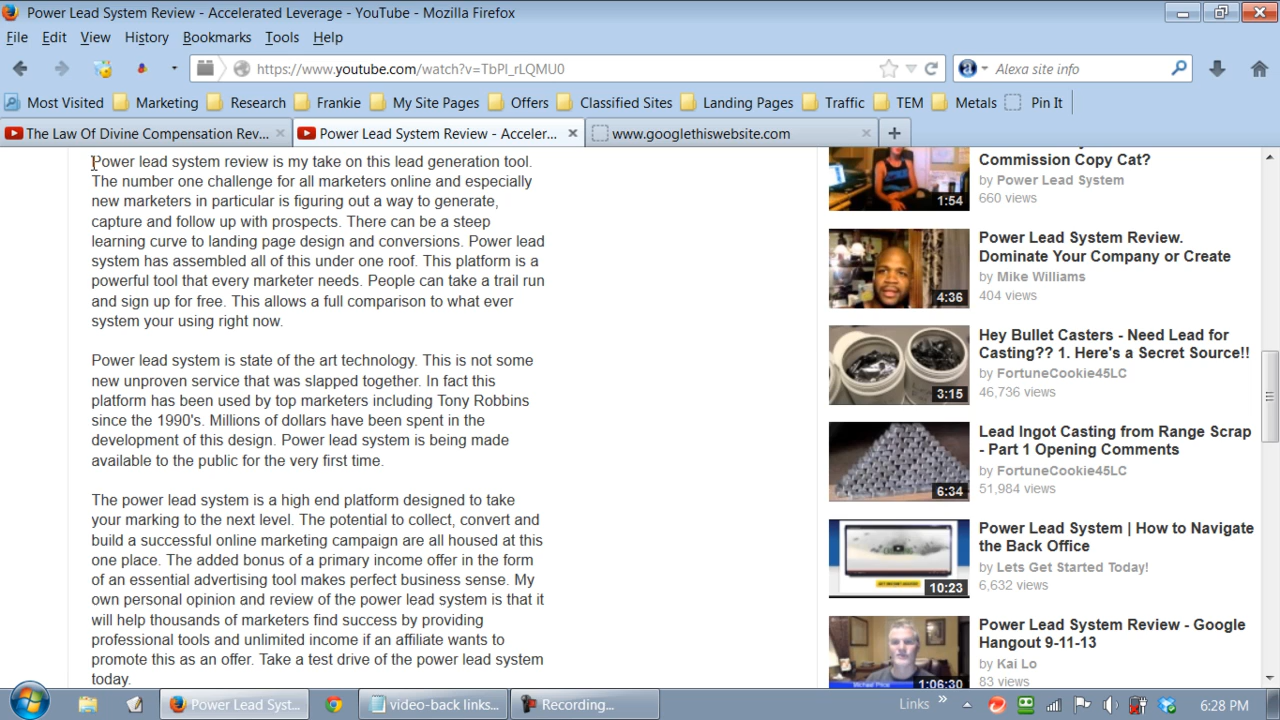 Power Lead System Review - Accelerated Leverage - YouTube - Mozilla Firefox
File Edit View History Bookmarks Tools Help
https://www.youtube.com/watch?v=TbPl_rLQMU0
Alexa site info
Most Visited Marketing Research Frankie My Site Pages Offers Classified Sites Landing Pages Traffic TEM Metals Pin It
The Law Of Divine Compensation Rev...
Power Lead System Review - Acceler...
www.googlethiswebsite.com
Power lead system review is my take on this lead generation tool.
The number one challenge for all marketers online and especially
new marketers in particular is figuring out a way to generate,
capture and follow up with prospects. There can be a steep
learning curve to landing page design and conversions. Power lead
system has assembled all of this under one roof. This platform is a
powerful tool that every marketer needs. People can take a trail run
and sign up for free. This allows a full comparison to what ever
system your using right now.
Power lead system is state of the art technology. This is not some
new unproven service that was slapped together. In fact this
platform has been used by top marketers including Tony Robbins
since the 1990's. Millions of dollars have been spent in the
development of this design. Power lead system is being made
available to the public for the very first time.
The power lead system is a high end platform designed to take
your marking to the next level. The potential to collect, convert and
build a successful online marketing campaign are all housed at this
one place. The added bonus of a primary income offer in the form
of an essential advertising tool makes perfect business sense. My
own personal opinion and review of the power lead system is that it
will help thousands of marketers find success by providing
professional tools and unlimited income if an affiliate wants to
promote this as an offer. Take a test drive of the power lead system
today.
1:54
Commission Copy Cat?
by Power Lead System
660 views
4:36
Power Lead System Review.
Dominate Your Company or Create
by Mike Williams
404 views
3:15
Hey Bullet Casters - Need Lead for
Casting?? 1. Here's a Secret Source!!
by FortuneCookie45LC
46,736 views
6:34
Lead Ingot Casting from Range Scrap
- Part 1 Opening Comments
by FortuneCookie45LC
51,984 views
10:23
Power Lead System | How to Navigate
the Back Office
by Lets Get Started Today!
6,632 views
1:06:30
Power Lead System Review - Google
Hangout 9-11-13
by Kai Lo
83 views
Power Lead Syst...
video-back links...
Recording...
Links
6:28 PM